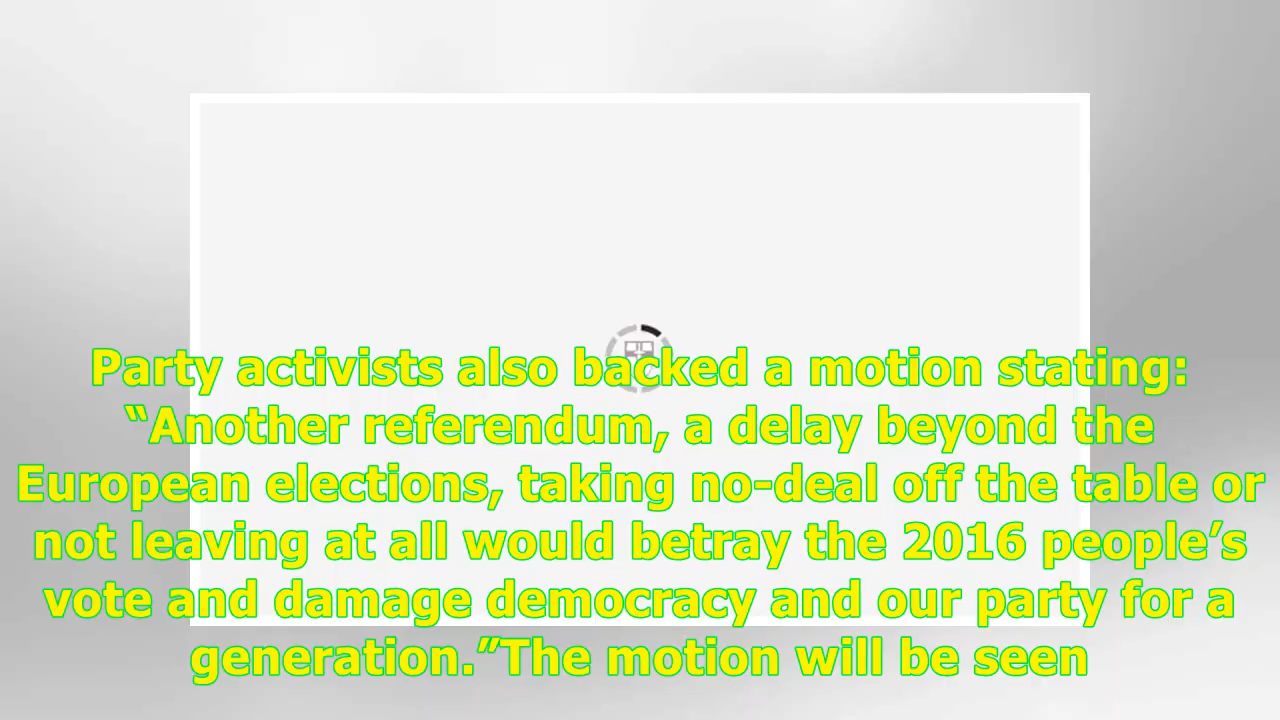 Party activists also backed a motion stating:
“Another referendum, a delay beyond the
European elections, taking no-deal off the table or
not leaving at all would betray the 2016 people’s
vote and damage democracy and our party for a
generation.”The motion will be seen